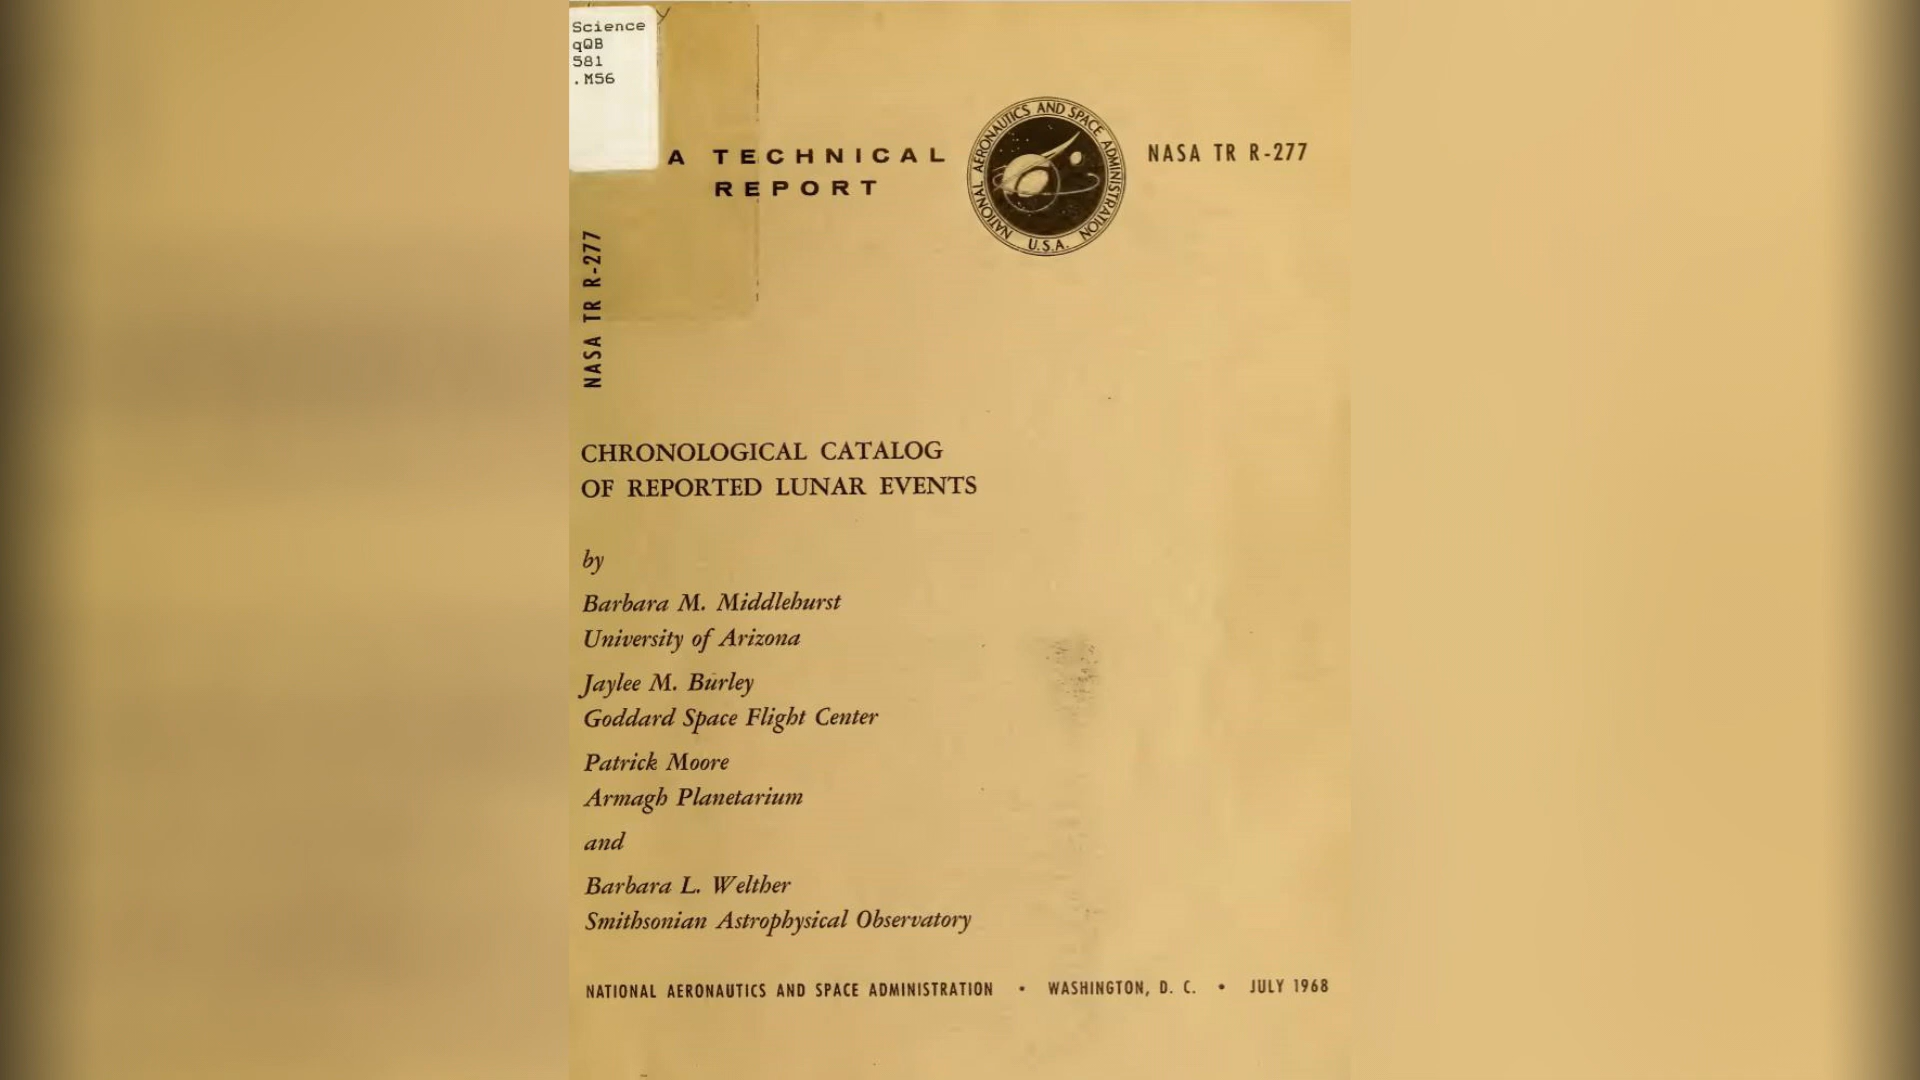 Science
qQB
581
.M56
A TECHNICAL
REPORT
NATIONAL AERONAUTICS AND SPACE ADMINISTRATION
U.S.A.
NASA TR R-277
NASA TR R-277
CHRONOLOGICAL CATALOG
OF REPORTED LUNAR EVENTS
by
Barbara M. Middlehurst
University of Arizona
Jaylee M. Burley
Goddard Space Flight Center
Patrick Moore
Armagh Planetarium
and
Barbara L. Welther
Smithsonian Astrophysical Observatory
NATIONAL AERONAUTICS AND SPACE ADMINISTRATION • WASHINGTON, D. C. • JULY 1968